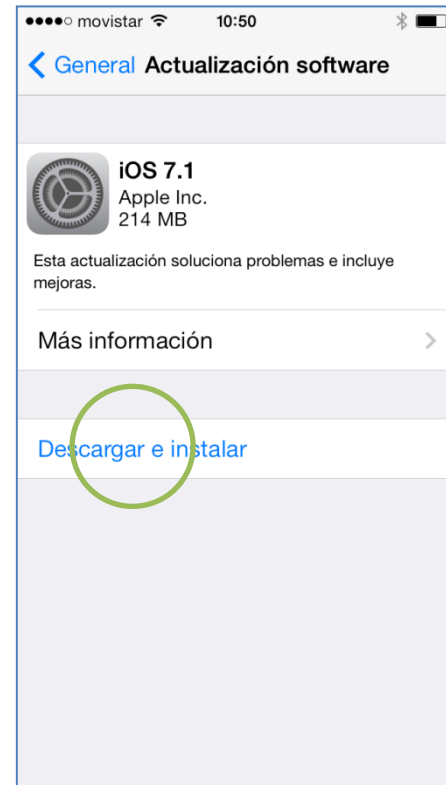 movistar 10:50
General Actualización software
iOS 7.1
Apple Inc.
214 MB
Esta actualización soluciona problemas e incluye
mejoras.
Más información
Descargar e instalar